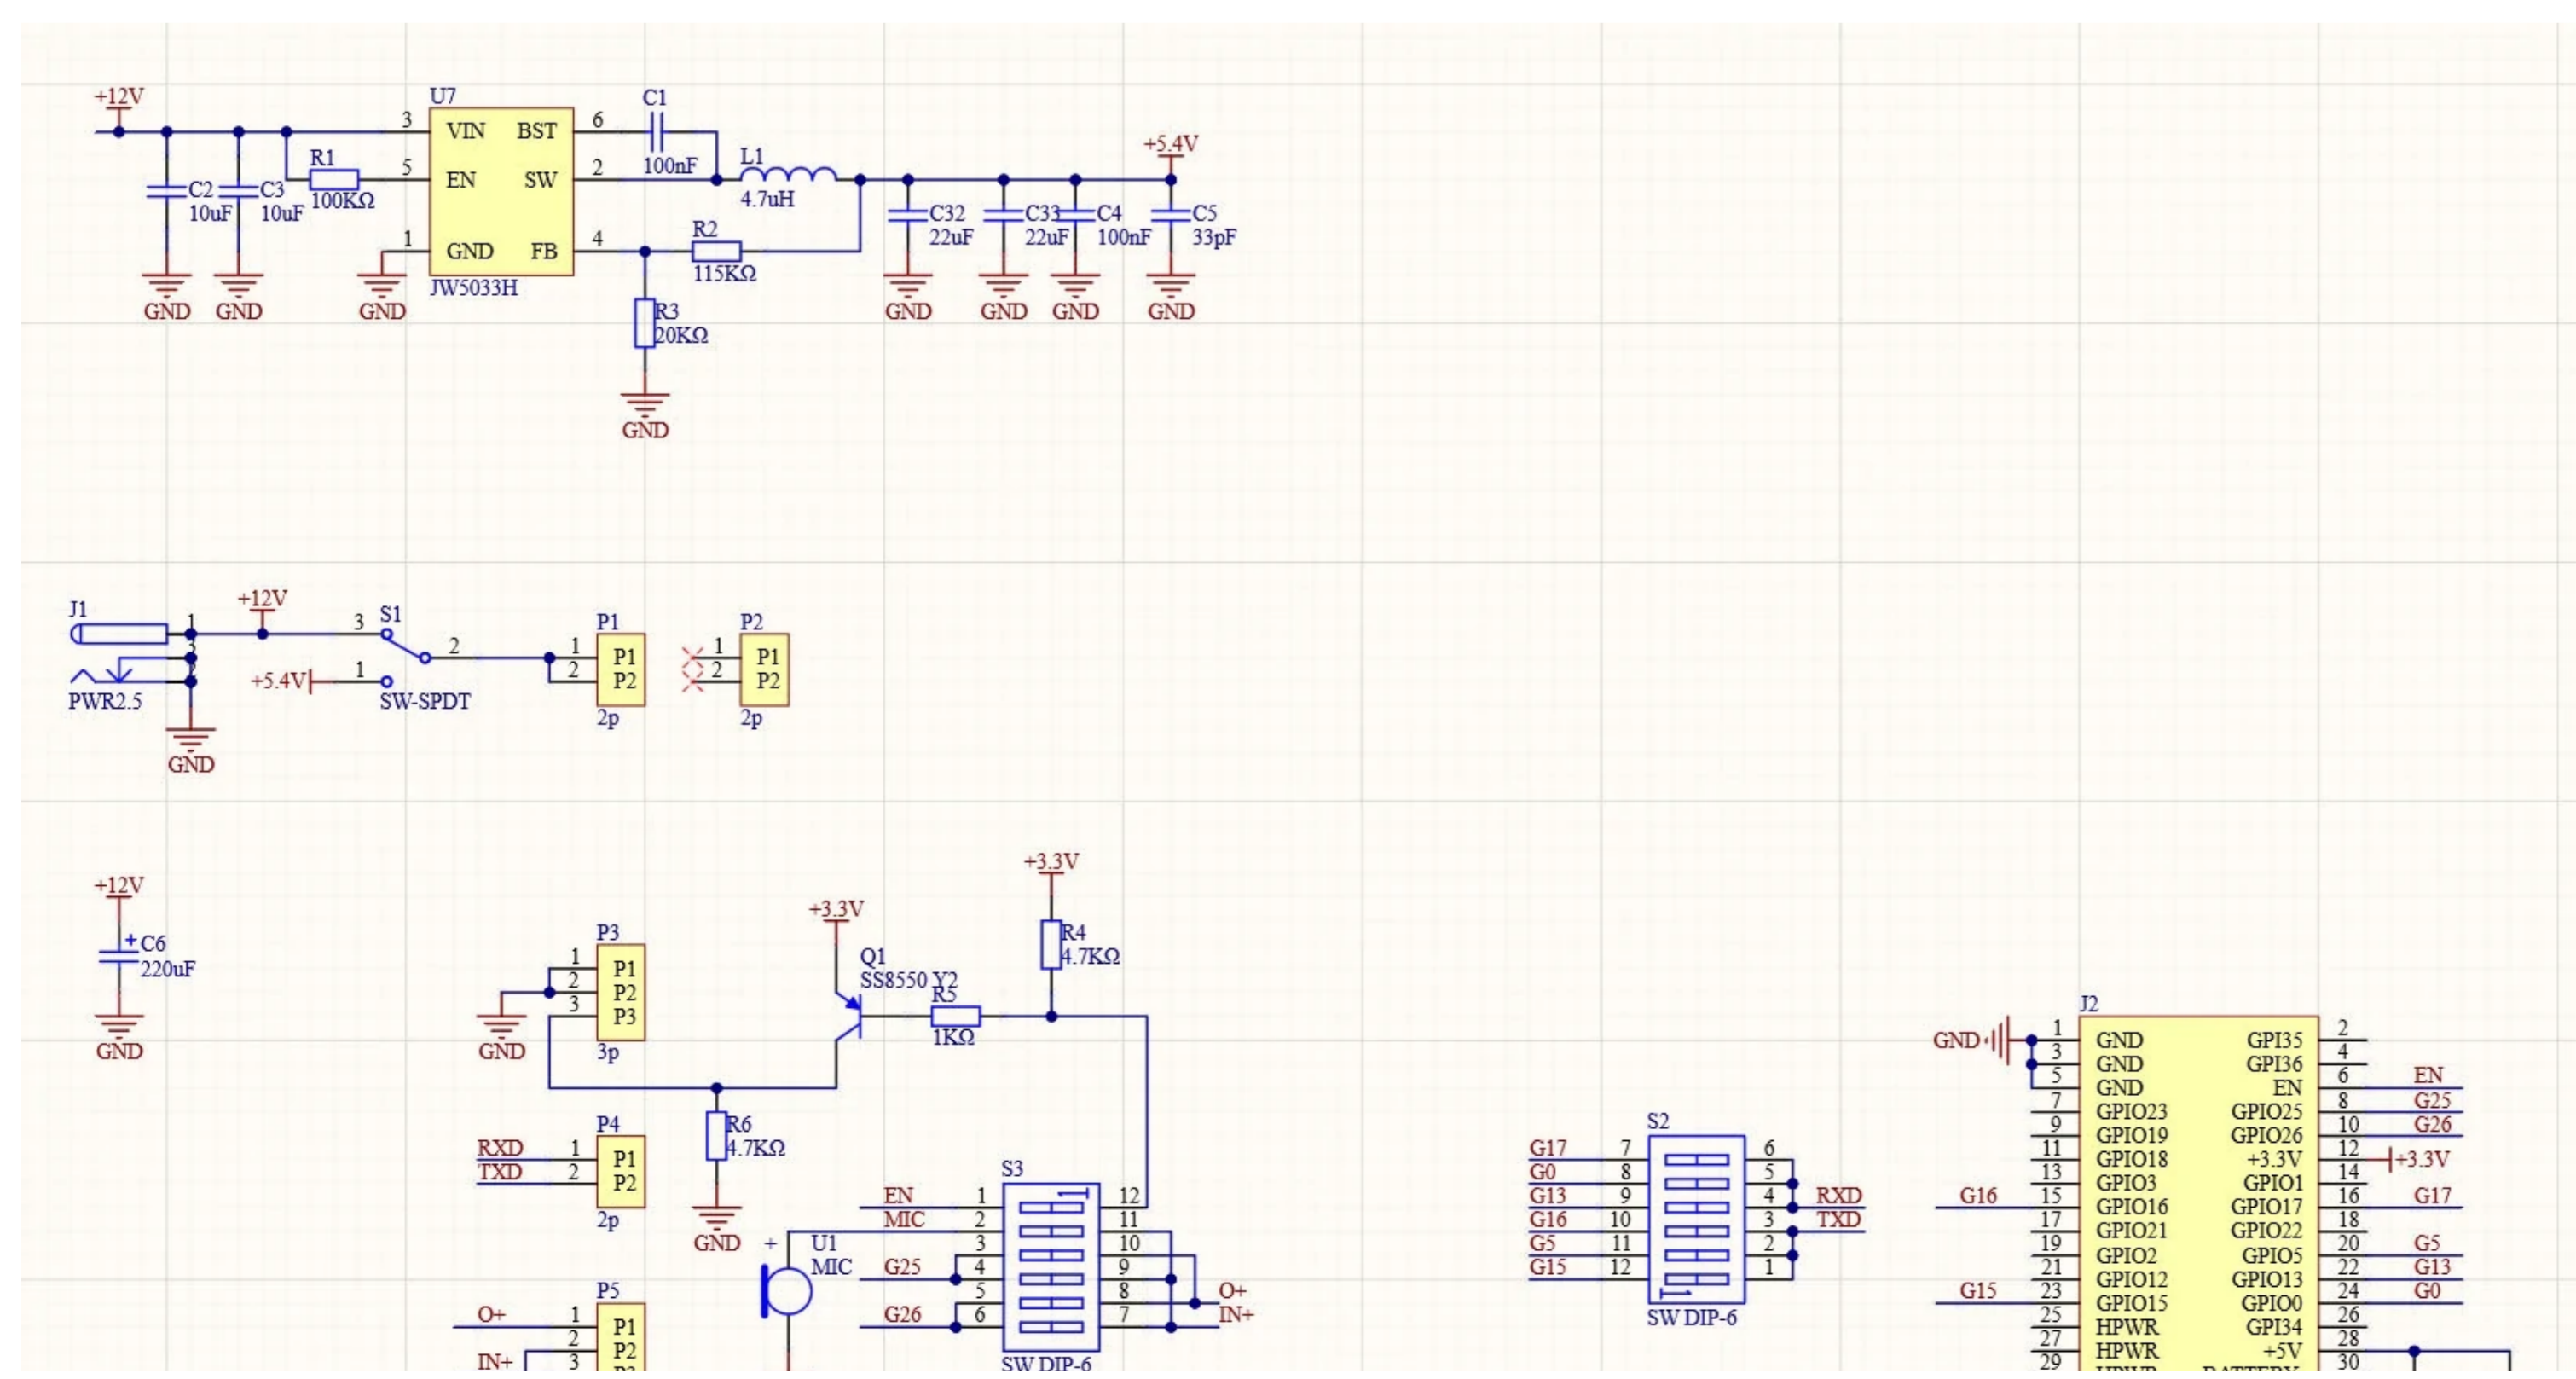 +12V
U7
C1
3
VIN
BST
6
+5.4V
R1
5
EN
SW
2
100nF
L1
C2
10uF
C3
10uF
100KΩ
4.7uH
C32
22uF
C33
22uF
C4
100nF
C5
33pF
1
GND
FB
4
R2
115KΩ
JW5033H
GND
GND
GND
R3
20KΩ
GND
GND
GND
GND
GND
J1
1
+12V
3
S1
2
P1
1
P1
2
P2
2p
P2
1
P1
2
P2
2p
+5.4V
1
PWR2.5
SW-SPDT
GND
+12V
C6
220uF
GND
P3
1
P1
2
P2
3
P3
3p
GND
+3.3V
Q1
SS8550 Y2
R5
1KΩ
+3.3V
R4
4.7KΩ
P4
RXD
1
P1
TXD
2
P2
2p
R6
4.7KΩ
GND
U1
MIC
+
S3
EN
1
12
MIC
2
11
3
10
G25
4
9
5
8
O+
G26
6
7
IN+
1
SW DIP-6
P5
O+
1
P1
2
P2
IN+
3
S2
G17
7
6
G0
8
5
G13
9
4
RXD
G16
10
3
TXD
G5
11
2
G15
12
1
1
SW DIP-6
J2
GND
1
GND
GPI35
2
3
GND
GPI36
4
5
GND
EN
6
EN
7
GPIO23
GPIO25
8
G25
9
GPIO19
GPIO26
10
G26
11
GPIO18
+3.3V
12
+3.3V
13
GPIO3
GPIO1
14
G16
15
GPIO16
GPIO17
16
G17
17
GPIO21
GPIO22
18
19
GPIO2
GPIO5
20
G5
21
GPIO12
GPIO13
22
G13
G15
23
GPIO15
GPIO0
24
G0
25
HPWR
GPI34
26
27
HPWR
+5V
28
29
30